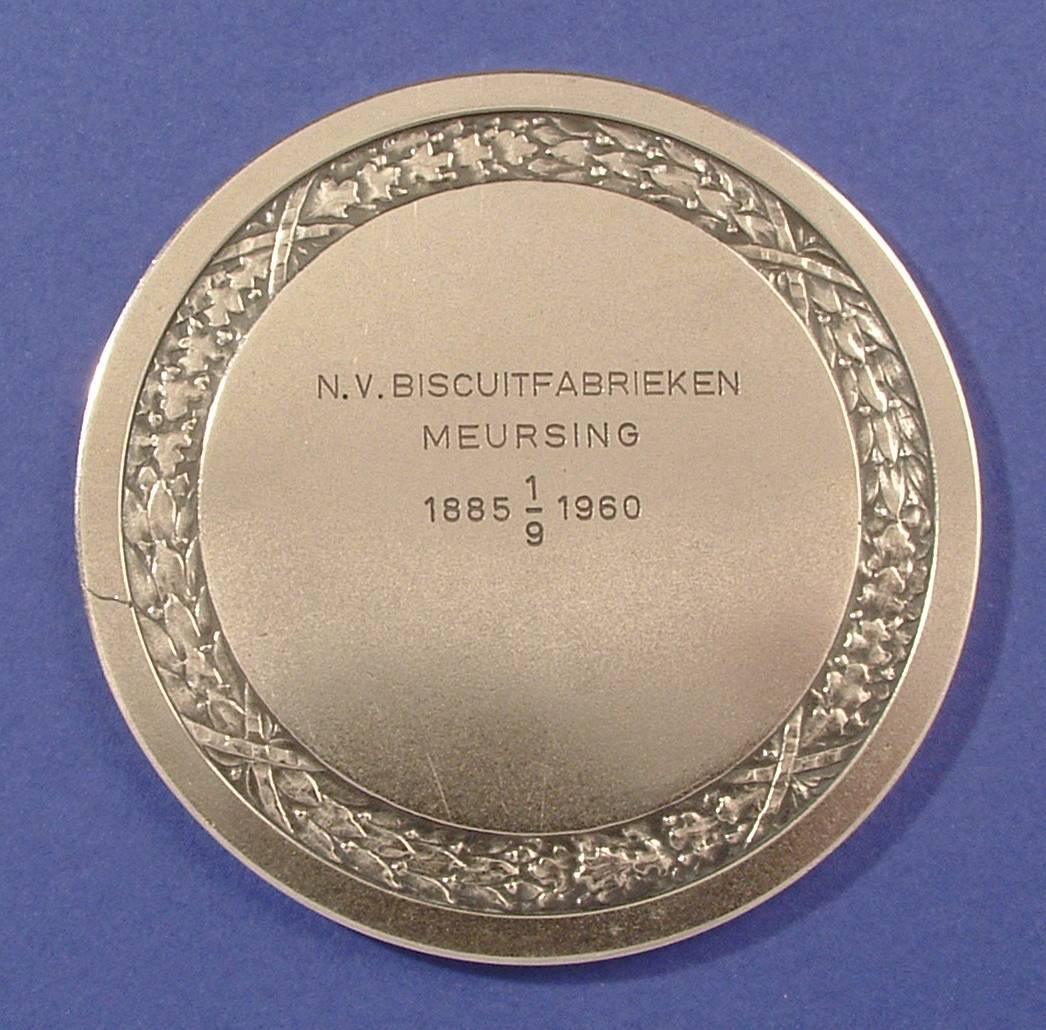 N.V. BISCUITFABRIEKEN
MEURSING
1885 1/9 1960